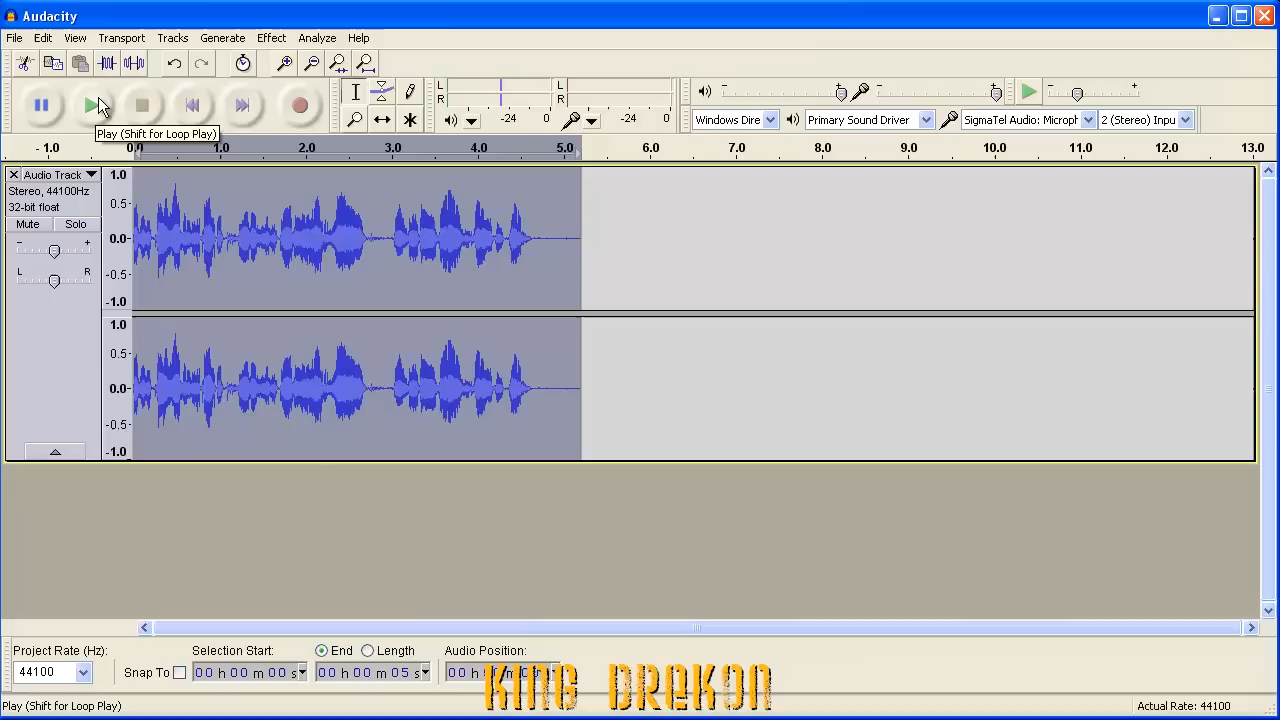 Audacity
File Edit View Transport Tracks Generate Effect Analyze Help
L
R
-24 0
L
R
-24 0
Windows Dire
Primary Sound Driver
SigmaTel Audio: Microph
2 (Stereo) Inpu
Play (Shift for Loop Play)
-1.0 0.0 1.0 2.0 3.0 4.0 5.0 6.0 7.0 8.0 9.0 10.0 11.0 12.0 13.0
Audio Track
Stereo, 44100Hz
32-bit float
Mute Solo
- +
L R
1.0
0.5
0.0
-0.5
-1.0
1.0
0.5
0.0
-0.5
-1.0
Project Rate (Hz):
44100
Snap To
Selection Start:
00 h 00 m 00 s
End Length
00 h 00 m 05 s
Audio Position:
00 h
KING DREKON
Play (Shift for Loop Play)
Actual Rate: 44100